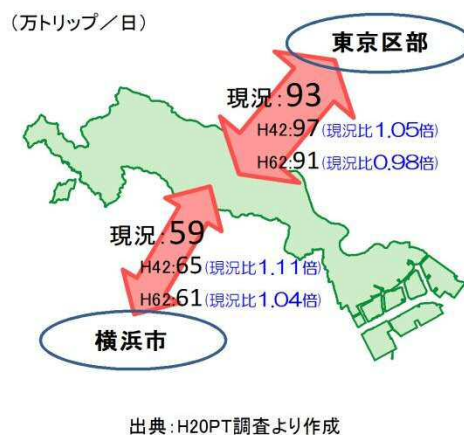 (万トリップ／日)
東京区部
現況:93
H42:97(現況比1.05倍)
H62:91(現況比0.98倍)
現況:59
H42:65(現況比1.11倍)
H62:61(現況比1.04倍)
横浜市
出典:H20PT調査より作成